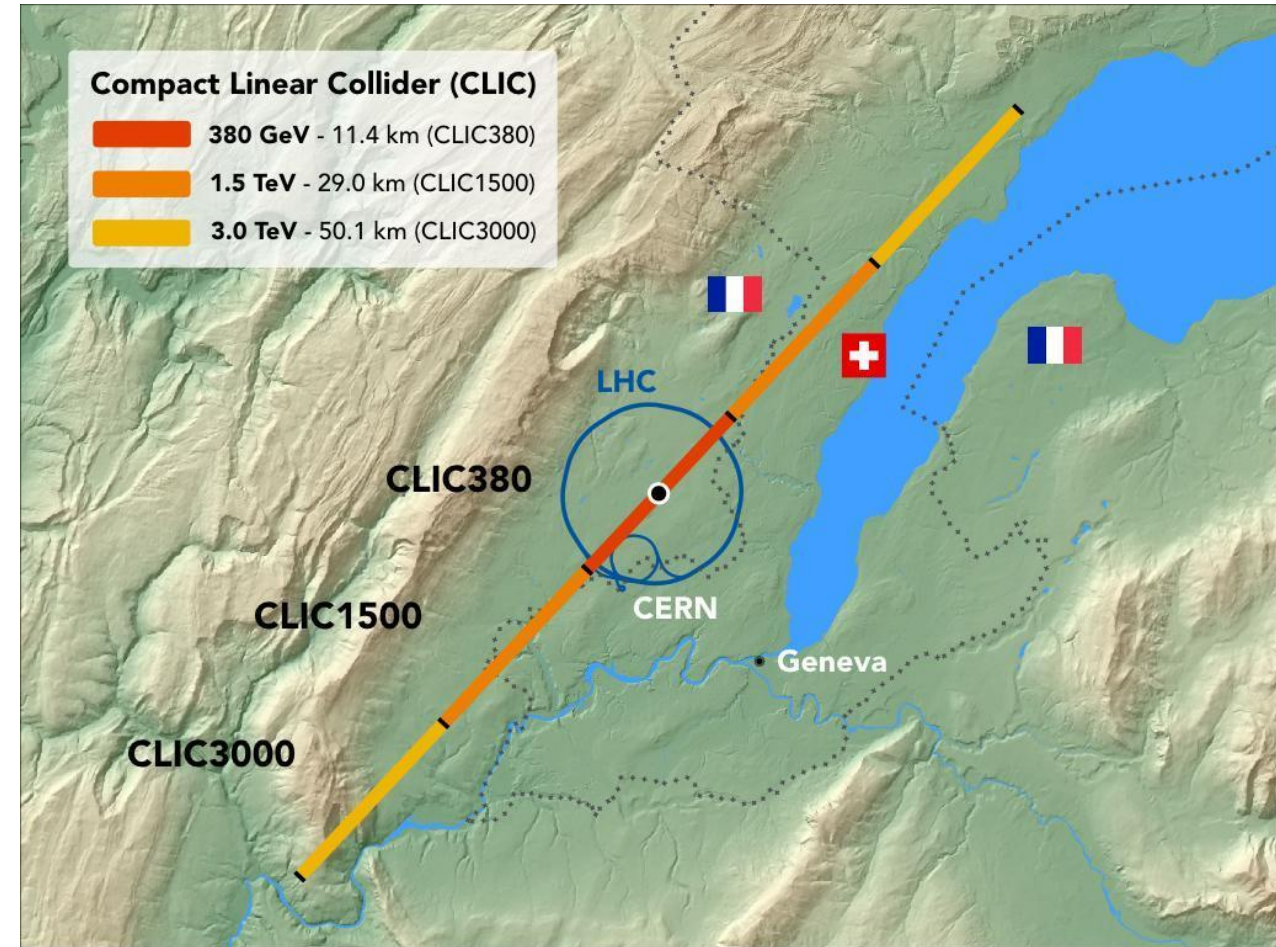 Compact Linear Collider (CLIC)
380 GeV - 11.4 km (CLIC380)
1.5 TeV - 29.0 km (CLIC1500)
3.0 TeV - 50.1 km (CLIC3000)
LHC
CLIC380
CLIC1500
CERN
Geneva
CLIC3000